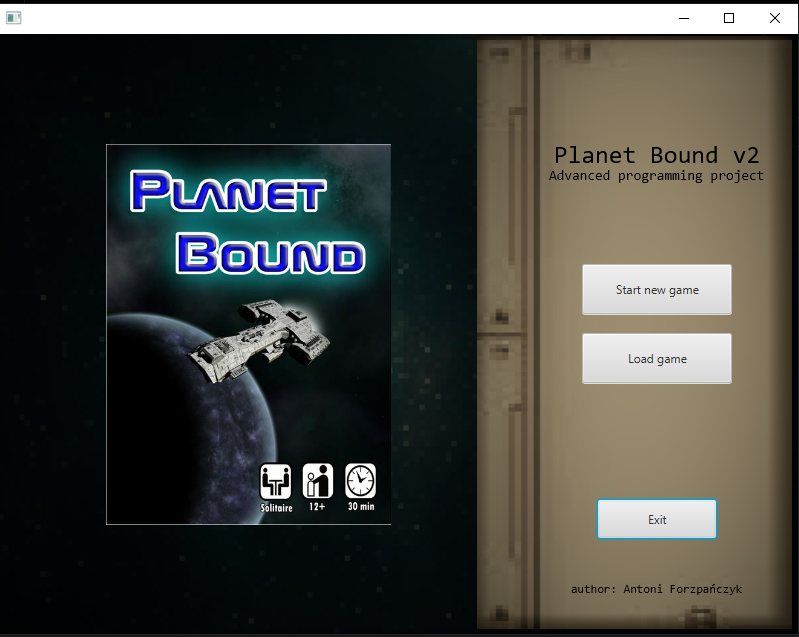 PLANET
BOUND
Solitaire
12+
30 min
Planet Bound v2
Advanced programming project
Start new game
Load game
Exit
author: Antoni Forzpańczyk